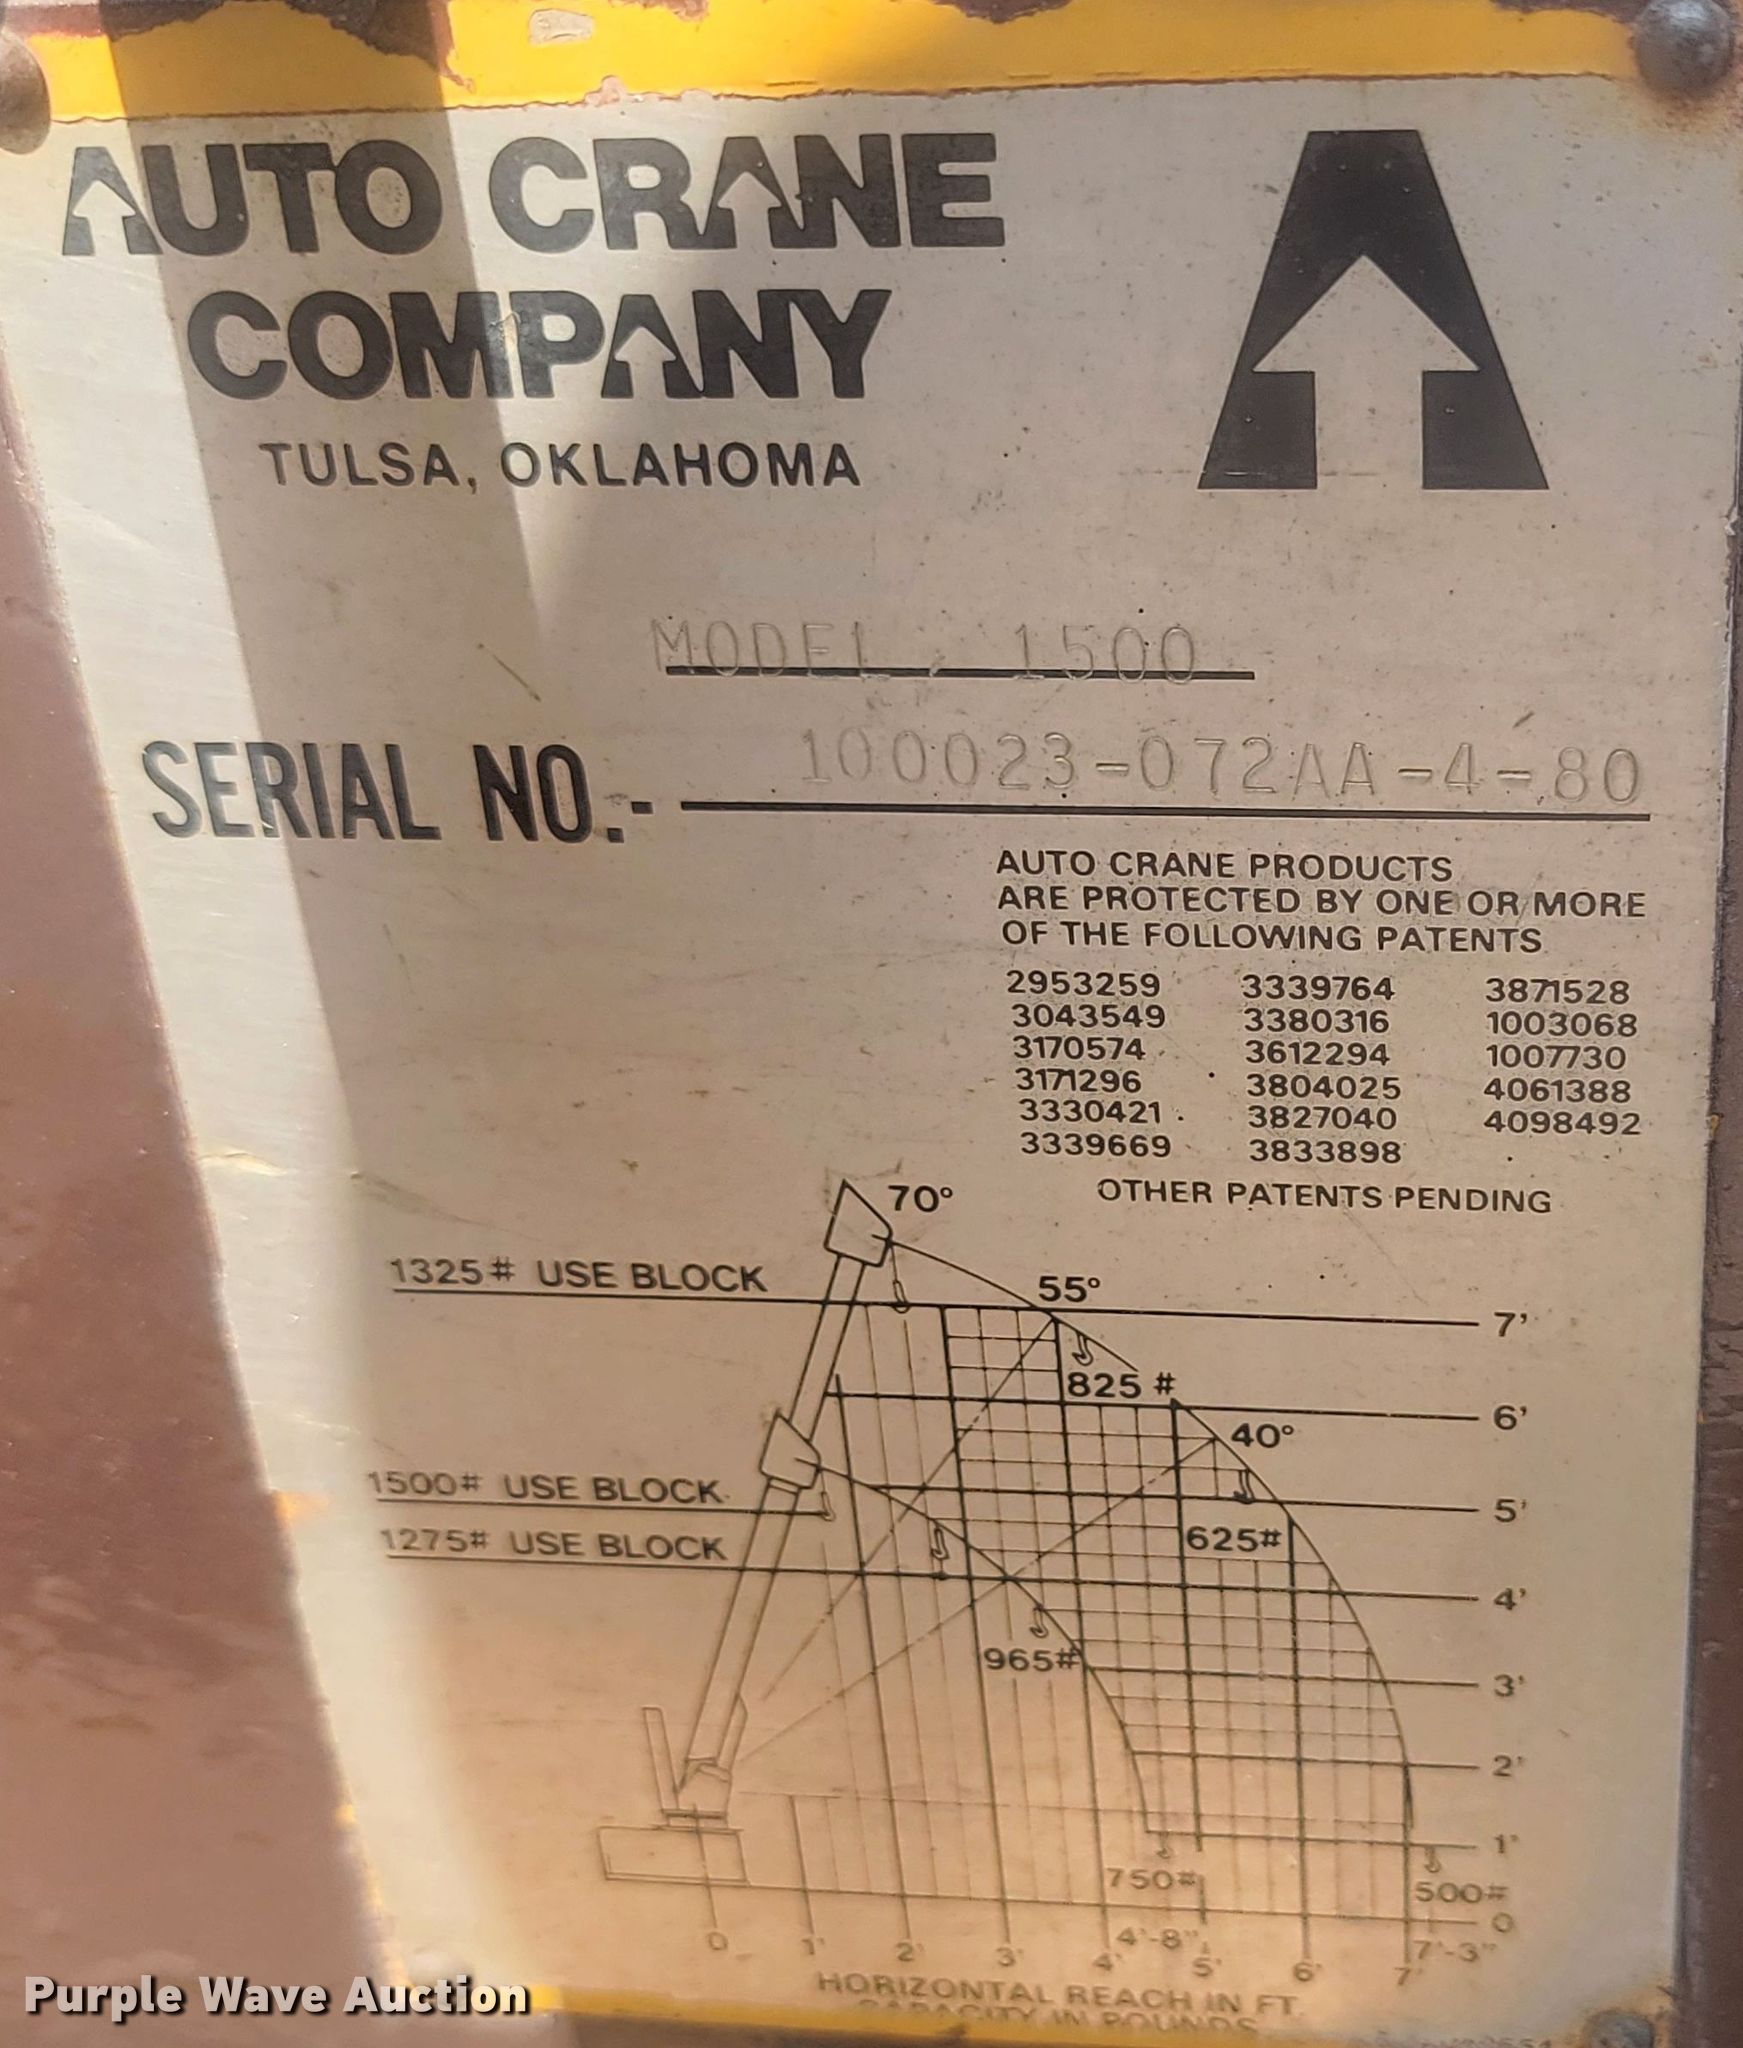 AUTO CRANE
COMPANY
TULSA, OKLAHOMA
MODEL . 1500
SERIAL NO.- 100023-072AA-4-80
AUTO CRANE PRODUCTS
ARE PROTECTED BY ONE OR MORE
OF THE FOLLOWING PATENTS
2953259 3339764 3871528
3043549 3380316 1003068
3170574 3612294 1007730
3171296 3804025 4061388
3330421 3827040 4098492
3339669 3833898
OTHER PATENTS PENDING
70°
1325# USE BLOCK
55°
7'
825 #
6'
40°
1500# USE BLOCK
5'
1275# USE BLOCK
625#
4'
965#
3'
2'
1'
750#
500#
0
4'-8" 7'-3"
0 1' 2' 3' 4' 5' 6' 7'
HORIZONTAL REACH IN FT.
CAPACITY IN POUNDS
Purple Wave Auction